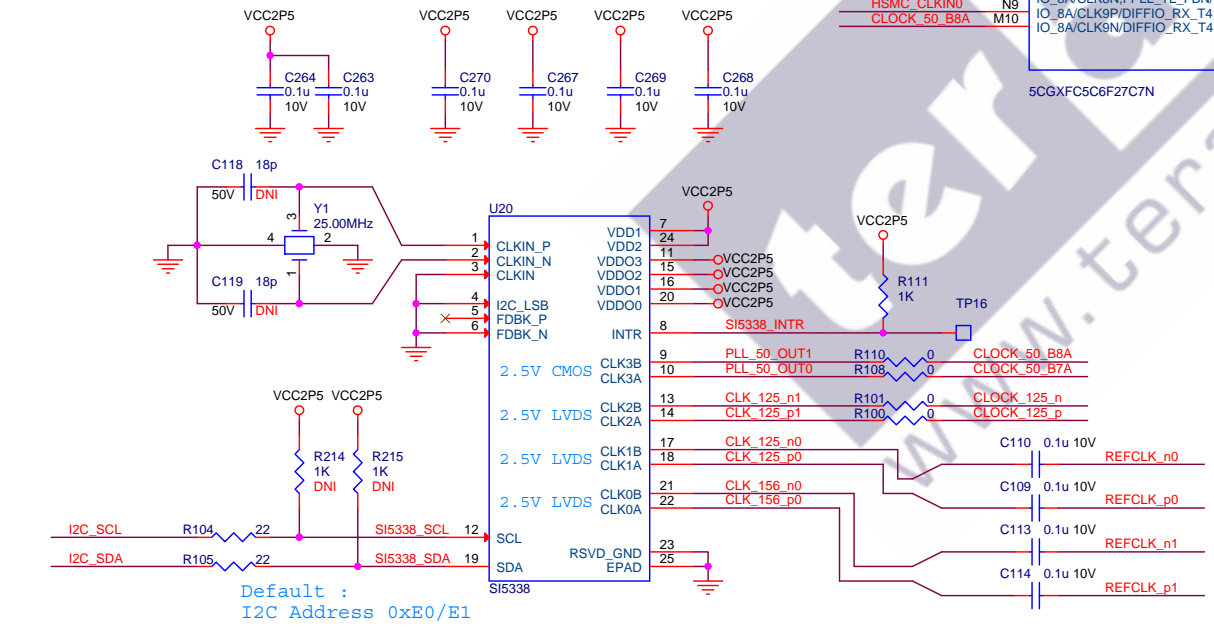 VCC2P5 VCC2P5 VCC2P5 VCC2P5 VCC2P5
HSMC_CLKIN0 N9
CLOCK_50_B8A M10 IO_8A/CLK9P/DIFFIO_RX_T4
IO_8A/CLK9N/DIFFIO_RX_T4
5CGXFC5C6F27C7N
C264 C263 C270 C267 C269 C268
0.1u 0.1u 0.1u 0.1u 0.1u 0.1u
10V 10V 10V 10V 10V 10V
C118 18p
50V DNI
Y1
25.00MHz
3
4 2
1
C119 18p
50V DNI
U20
1 CLKIN_P
2 CLKIN_N
3 CLKIN
4 I2C_LSB
5 FDBK_P
6 FDBK_N
VCC2P5
VDD1 7
VDD2 24
VDDO3 11 VCC2P5
VDDO2 15 VCC2P5
VDDO1 16 VCC2P5
VDDO0 20 VCC2P5
INTR 8 SI5338_INTR
VCC2P5
R111
1K
TP16
2.5V CMOS
CLK3B 9 PLL_50_OUT1 R110 0 CLOCK_50_B8A
CLK3A 10 PLL_50_OUT0 R108 0 CLOCK_50_B7A
2.5V LVDS
CLK2B 13 CLK_125_n1 R101 0 CLOCK_125_n
CLK2A 14 CLK_125_p1 R100 0 CLOCK_125_p
2.5V LVDS
CLK1B 17 CLK_125_n0 C110 0.1u 10V REFCLK_n0
CLK1A 18 CLK_125_p0 C109 0.1u 10V REFCLK_p0
2.5V LVDS
CLK0B 21 CLK_156_n0 C113 0.1u 10V REFCLK_n1
CLK0A 22 CLK_156_p0 C114 0.1u 10V REFCLK_p1
VCC2P5 VCC2P5
R214 R215
1K 1K
DNI DNI
I2C_SCL R104 22 SI5338_SCL 12 SCL
I2C_SDA R105 22 SI5338_SDA 19 SDA
RSVD_GND 23
EPAD 25
SI5338
Default :
I2C Address 0xE0/E1
www.tera